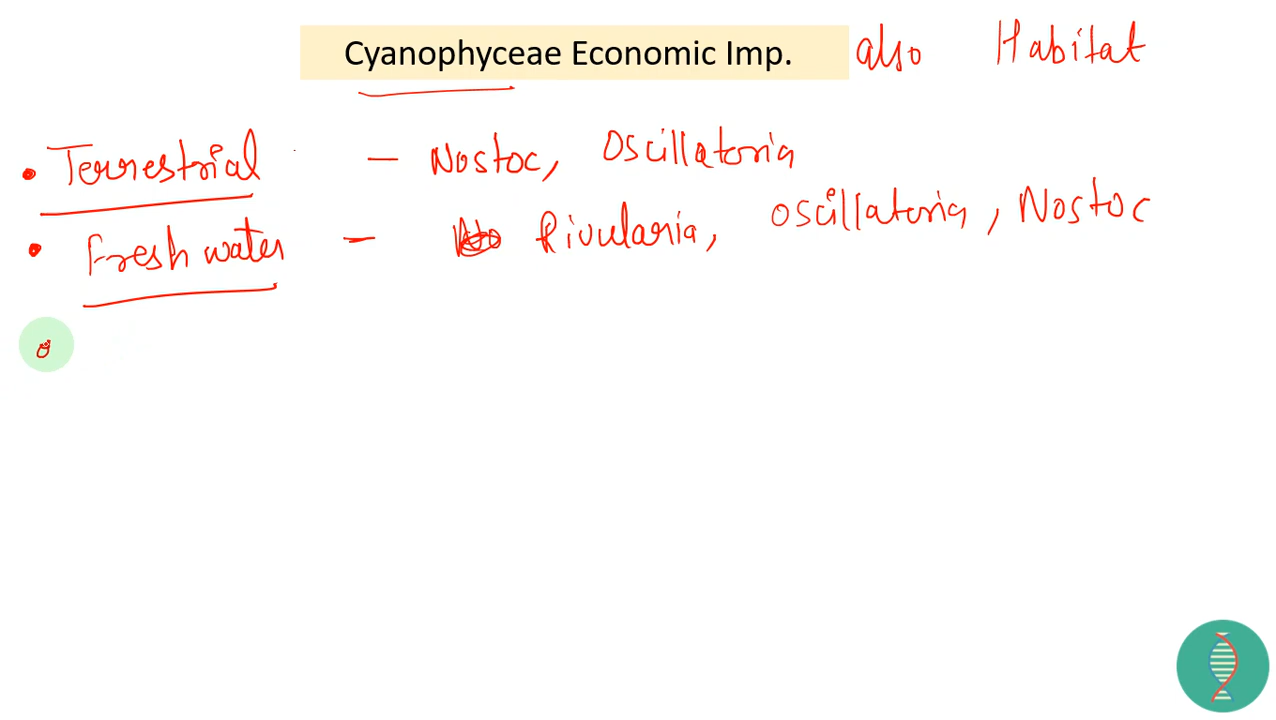 Cyanophyceae Economic Imp. also Habitat
• Terrestrial – Nostoc, Oscillatoria
• Fresh water – Rivularia, Oscillatoria, Nostoc